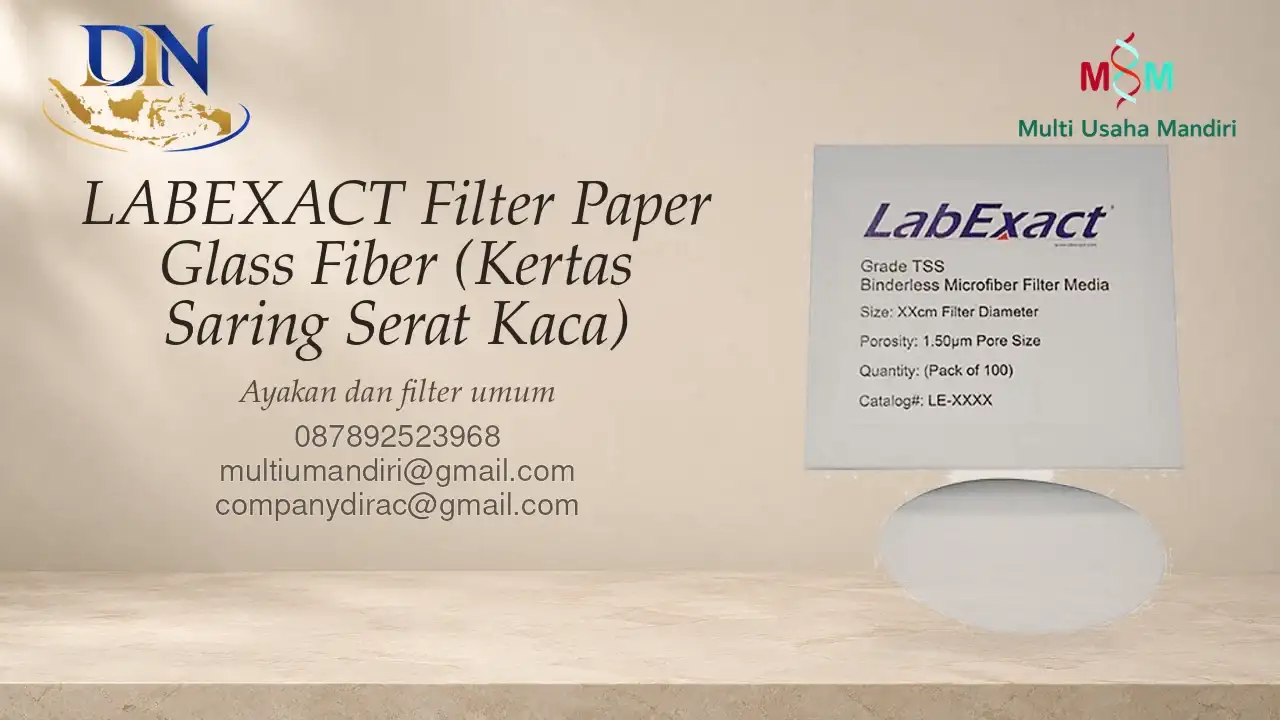 DN
M M
Multi Usaha Mandiri
LABEXACT Filter Paper
Glass Fiber (Kertas
Saring Serat Kaca)
Ayakan dan filter umum
087892523968
multiumandiri@gmail.com
companydirac@gmail.com
LabExact
Grade TSS
Binderless Microfiber Filter Media
Size: XXcm Filter Diameter
Porosity: 1.50µm Pore Size
Quantity: (Pack of 100)
Catalog#: LE-XXXX